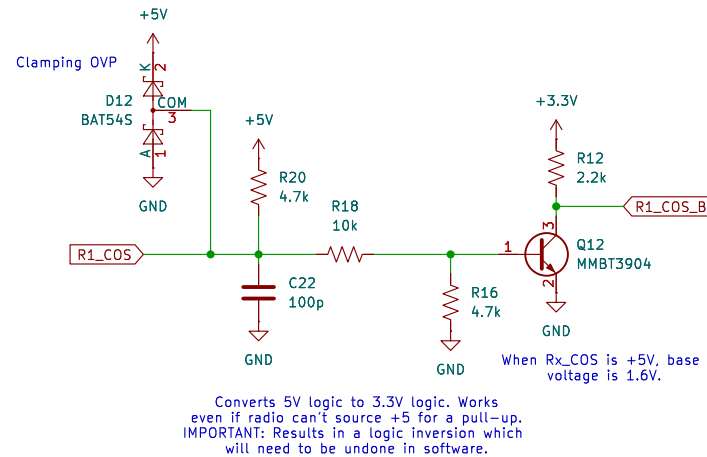 +5V
Clamping OVP
K
2
D12
COM
BAT54S
3
A
1
GND
+5V
R20
4.7k
R18
10k
R1_COS
C22
100p
GND
R16
4.7k
GND
+3.3V
R12
2.2k
R1_COS_B
3
1
Q12
MMBT3904
2
GND
When Rx_COS is +5V, base
voltage is 1.6V.
Converts 5V logic to 3.3V logic. Works
even if radio can't source +5 for a pull-up.
IMPORTANT: Results in a logic inversion which
will need to be undone in software.